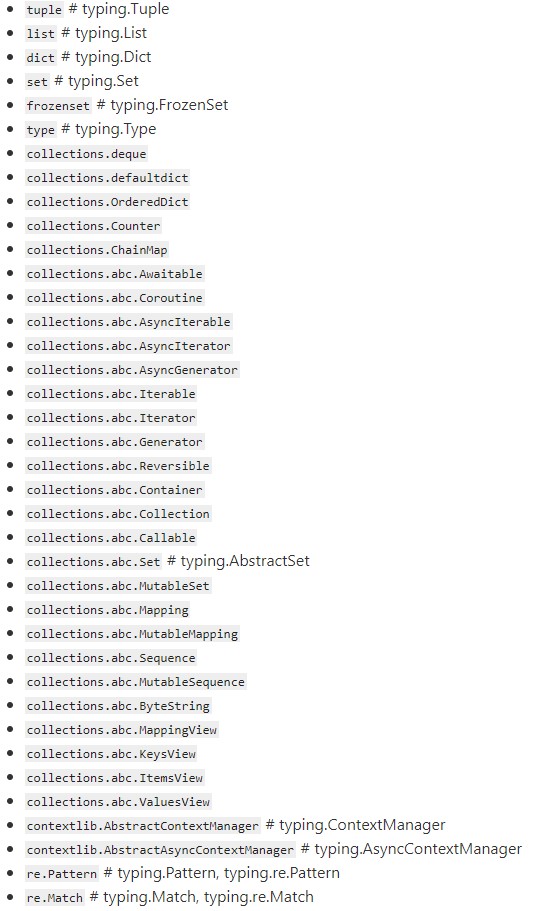 tuple # typing.Tuple
list # typing.List
dict # typing.Dict
set # typing.Set
frozenset # typing.FrozenSet
type # typing.Type
collections.deque
collections.defaultdict
collections.OrderedDict
collections.Counter
collections.ChainMap
collections.abc.Awaitable
collections.abc.Coroutine
collections.abc.AsyncIterable
collections.abc.AsyncIterator
collections.abc.AsyncGenerator
collections.abc.Iterable
collections.abc.Iterator
collections.abc.Generator
collections.abc.Reversible
collections.abc.Container
collections.abc.Collection
collections.abc.Callable
collections.abc.Set # typing.AbstractSet
collections.abc.MutableSet
collections.abc.Mapping
collections.abc.MutableMapping
collections.abc.Sequence
collections.abc.MutableSequence
collections.abc.ByteString
collections.abc.MappingView
collections.abc.KeysView
collections.abc.ItemsView
collections.abc.ValuesView
contextlib.AbstractContextManager # typing.ContextManager
contextlib.AbstractAsyncContextManager # typing.AsyncContextManager
re.Pattern # typing.Pattern, typing.re.Pattern
re.Match # typing.Match, typing.re.Match